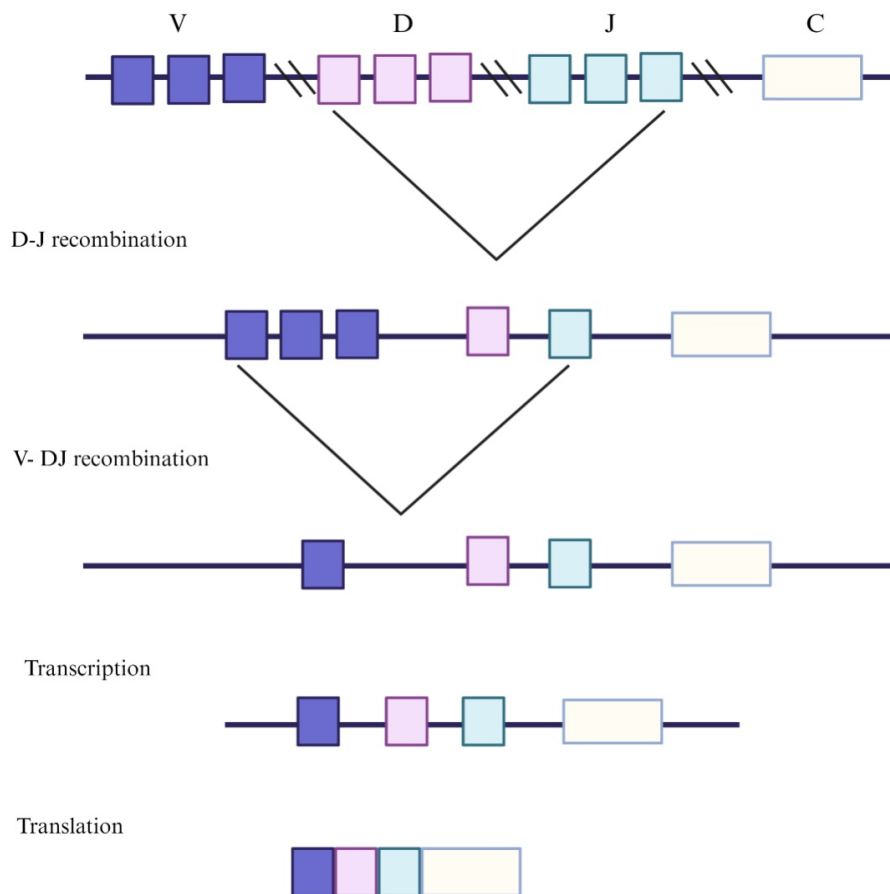 V D J C
D-J recombination
V- DJ recombination
Transcription
Translation